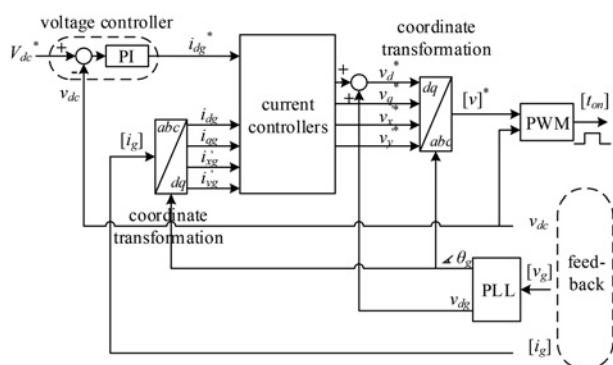 voltage controller
V_dc* + - PI i_dg*
v_dc
coordinate transformation
[i_g] abc dq
i_dg
i_qg
i_xg'
i_yg'
coordinate transformation
current controllers
+ +
v_d*
v_q*
v_x*
v_y*
dq abc
[v]*
PWM
[t_on]
v_dc
∡ θ_g
v_dg
PLL
[v_g]
feed-
back
[i_g]